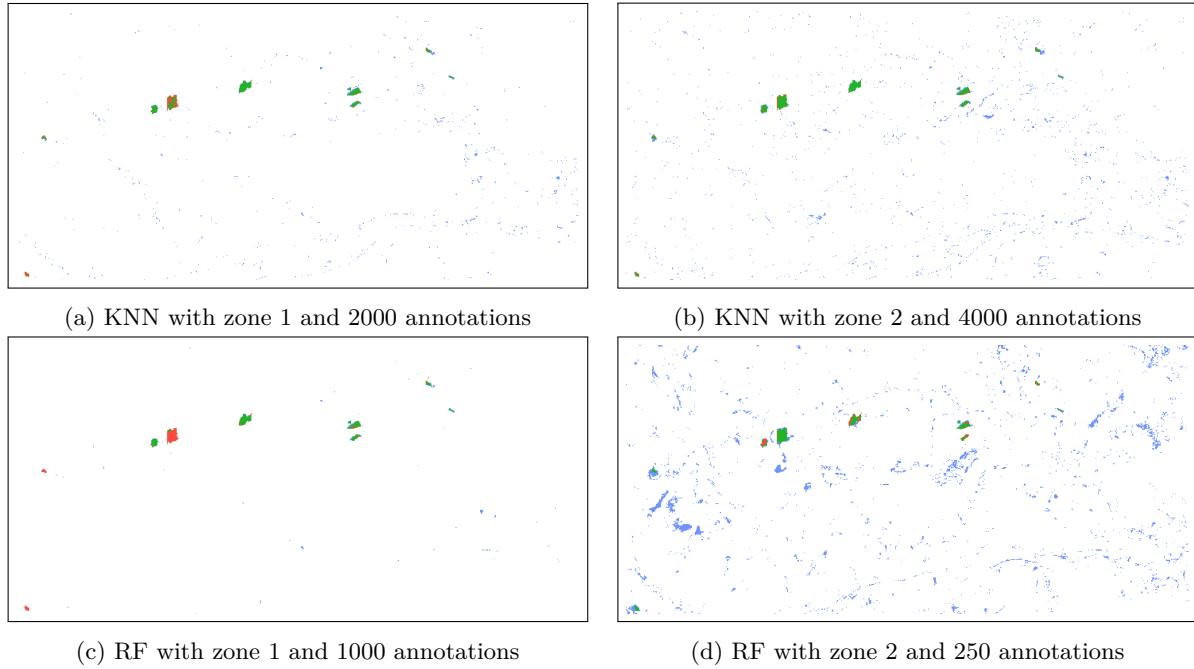 (a) KNN with zone 1 and 2000 annotations
(b) KNN with zone 2 and 4000 annotations
(c) RF with zone 1 and 1000 annotations
(d) RF with zone 2 and 250 annotations